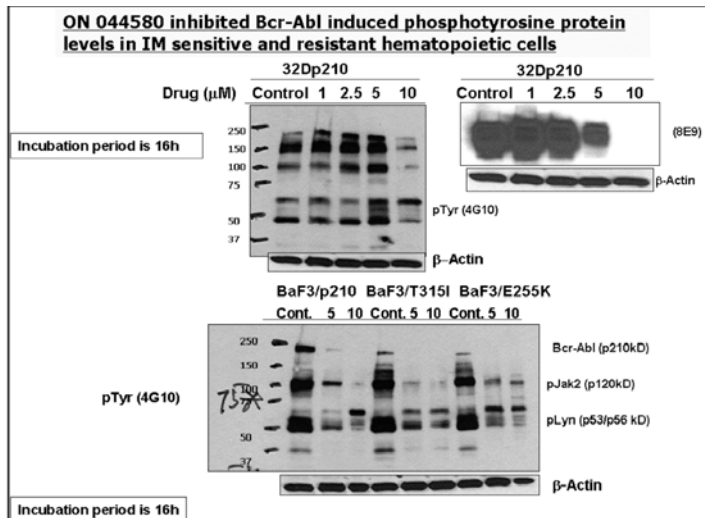 ON 044580 inhibited Bcr-Abl induced phosphotyrosine protein
levels in IM sensitive and resistant hematopoietic cells
32Dp210
Drug (μM) Control 1 2.5 5 10
250
150
100
75
50
37
pTyr (4G10)
β-Actin
Incubation period is 16h
32Dp210
Control 1 2.5 5 10
(8E9)
β-Actin
BaF3/p210 BaF3/T315I BaF3/E255K
Cont. 5 10 Cont. 5 10 Cont. 5 10
250
150
100
75
50
37
pTyr (4G10)
Bcr-Abl (p210kD)
pJak2 (p120kD)
pLyn (p53/p56 kD)
β-Actin
Incubation period is 16h